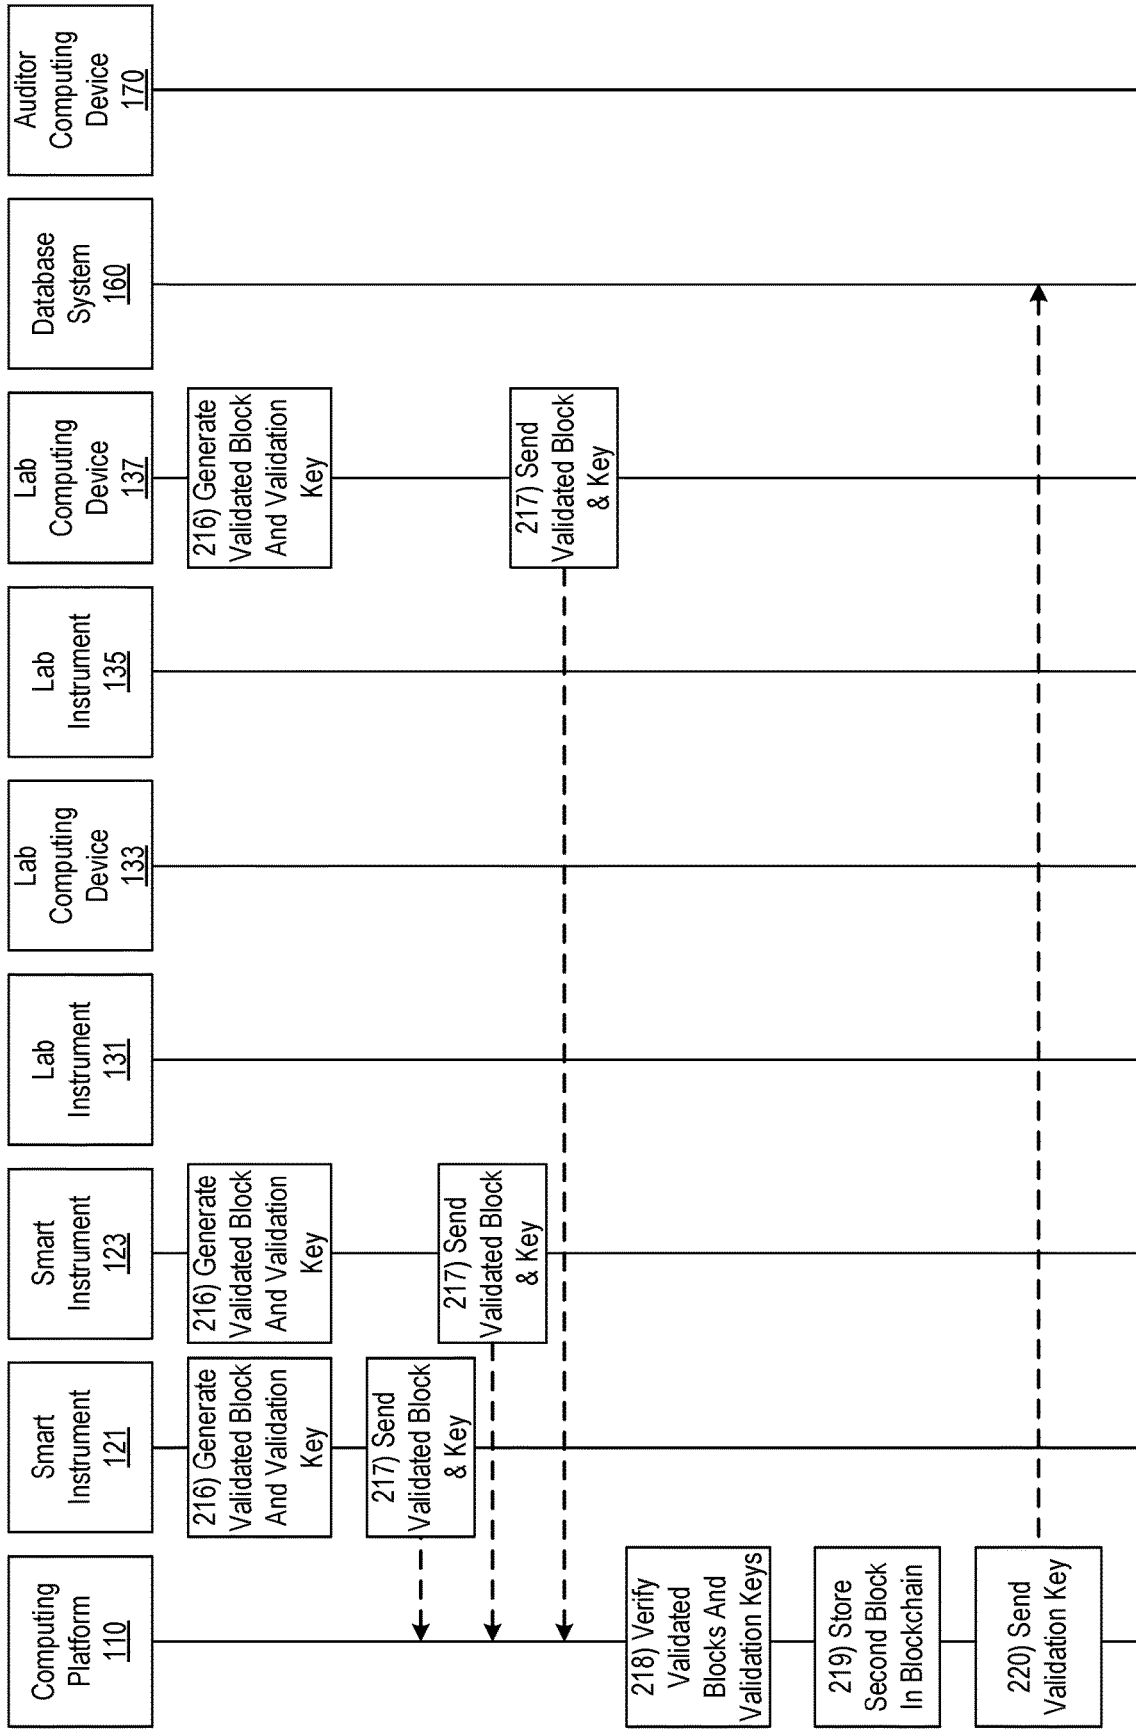 Computing
Platform
110
Smart
Instrument
121
Smart
Instrument
123
Lab
Instrument
131
Lab
Computing
Device
133
Lab
Instrument
135
Lab
Computing
Device
137
Database
System
160
Auditor
Computing
Device
170
216) Generate
Validated Block
And Validation
Key
216) Generate
Validated Block
And Validation
Key
216) Generate
Validated Block
And Validation
Key
217) Send
Validated Block
& Key
217) Send
Validated Block
& Key
217) Send
Validated Block
& Key
218) Verify
Validated
Blocks And
Validation Keys
219) Store
Second Block
In Blockchain
220) Send
Validation Key